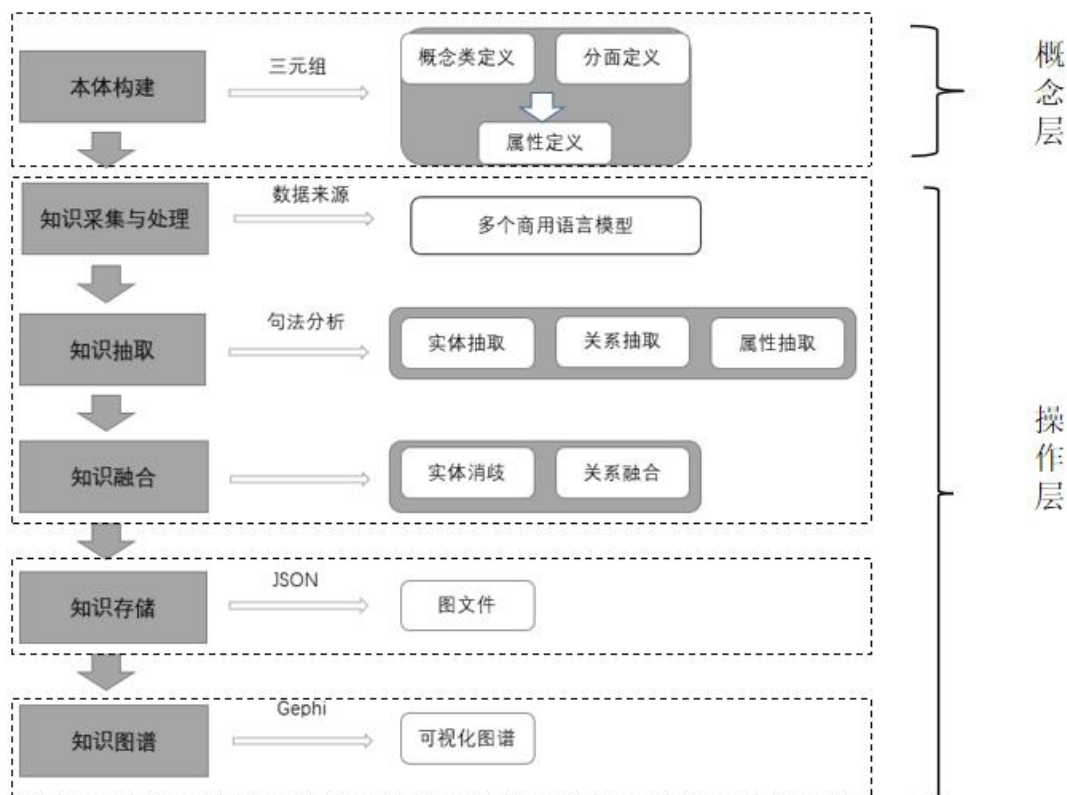 本体构建
三元组
概念类定义
分面定义
属性定义
概念层
知识采集与处理
数据来源
多个商用语言模型
知识抽取
句法分析
实体抽取
关系抽取
属性抽取
操作层
知识融合
实体消歧
关系融合
知识存储
JSON
图文件
知识图谱
Gephi
可视化图谱